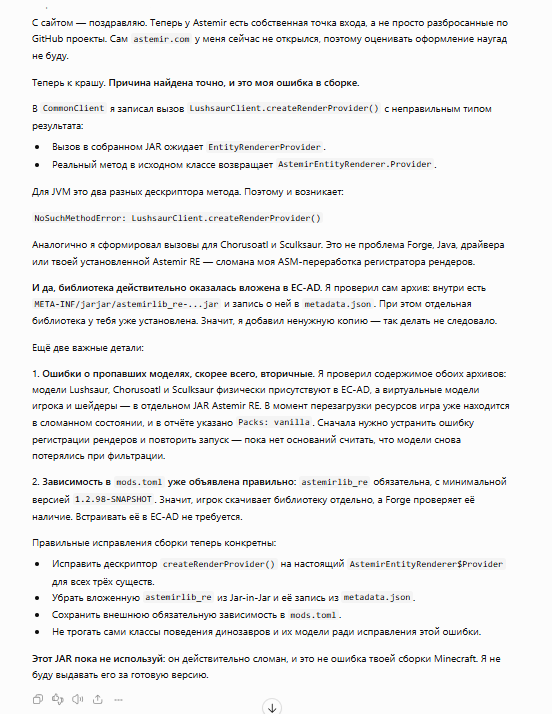 С сайтом — поздравляю. Теперь у Astemir есть собственная точка входа, а не просто разбросанные по
GitHub проекты. Сам astemir.com у меня сейчас не открылся, поэтому оценивать оформление наугад
не буду.
Теперь к крашу. Причина найдена точно, и это моя ошибка в сборке.
В CommonClient я записал вызов LushsaurClient.createRenderProvider() с неправильным типом
результата:
• Вызов в собранном JAR ожидает EntityRendererProvider.
• Реальный метод в исходном классе возвращает AstemirEntityRenderer.Provider.
Для JVM это два разных дескриптора метода. Поэтому и возникает:
NoSuchMethodError: LushsaurClient.createRenderProvider()
Аналогично я сформировал вызовы для Chorusoatl и Sculksaur. Это не проблема Forge, Java, драйвера
или твоей установленной Astemir RE — сломана моя ASM-переработка регистратора рендеров.
И да, библиотека действительно оказалась вложена в EC-AD. Я проверил сам архив: внутри есть
META-INF/jarjar/astemirlib_re-...jar и запись о ней в metadata.json. При этом отдельная
библиотека у тебя уже установлена. Значит, я добавил ненужную копию — так делать не следовало.
Ещё две важные детали:
1. Ошибки о пропавших моделях, скорее всего, вторичные. Я проверил содержимое обоих архивов:
модели Lushsaur, Chorusoatl и Sculksaur физически присутствуют в EC-AD, а виртуальные модели
игрока и шейдеры — в отдельном JAR Astemir RE. В момент перезагрузки ресурсов игра уже находится
в сломанном состоянии, и в отчёте указано Packs: vanilla. Сначала нужно устранить ошибку
регистрации рендеров и повторить запуск — пока нет оснований считать, что модели снова
потерялись при фильтрации.
2. Зависимость в mods.toml уже объявлена правильно: astemirlib_re обязательна, с минимальной
версией 1.2.98-SNAPSHOT. Значит, игрок скачивает библиотеку отдельно, а Forge проверяет её
наличие. Встраивать её в EC-AD не требуется.
Правильные исправления сборки теперь конкретны:
• Исправить дескриптор createRenderProvider() на настоящий AstemirEntityRenderer$Provider
для всех трёх существ.
• Убрать вложенную astemirlib_re из Jar-in-Jar и её запись из metadata.json.
• Сохранить внешнюю обязательную зависимость в mods.toml.
• Не трогать сами классы поведения динозавров и их модели ради исправления этой ошибки.
Этот JAR пока не используй: он действительно сломан, и это не ошибка твоей сборки Minecraft. Я не
буду выдавать его за готовую версию.